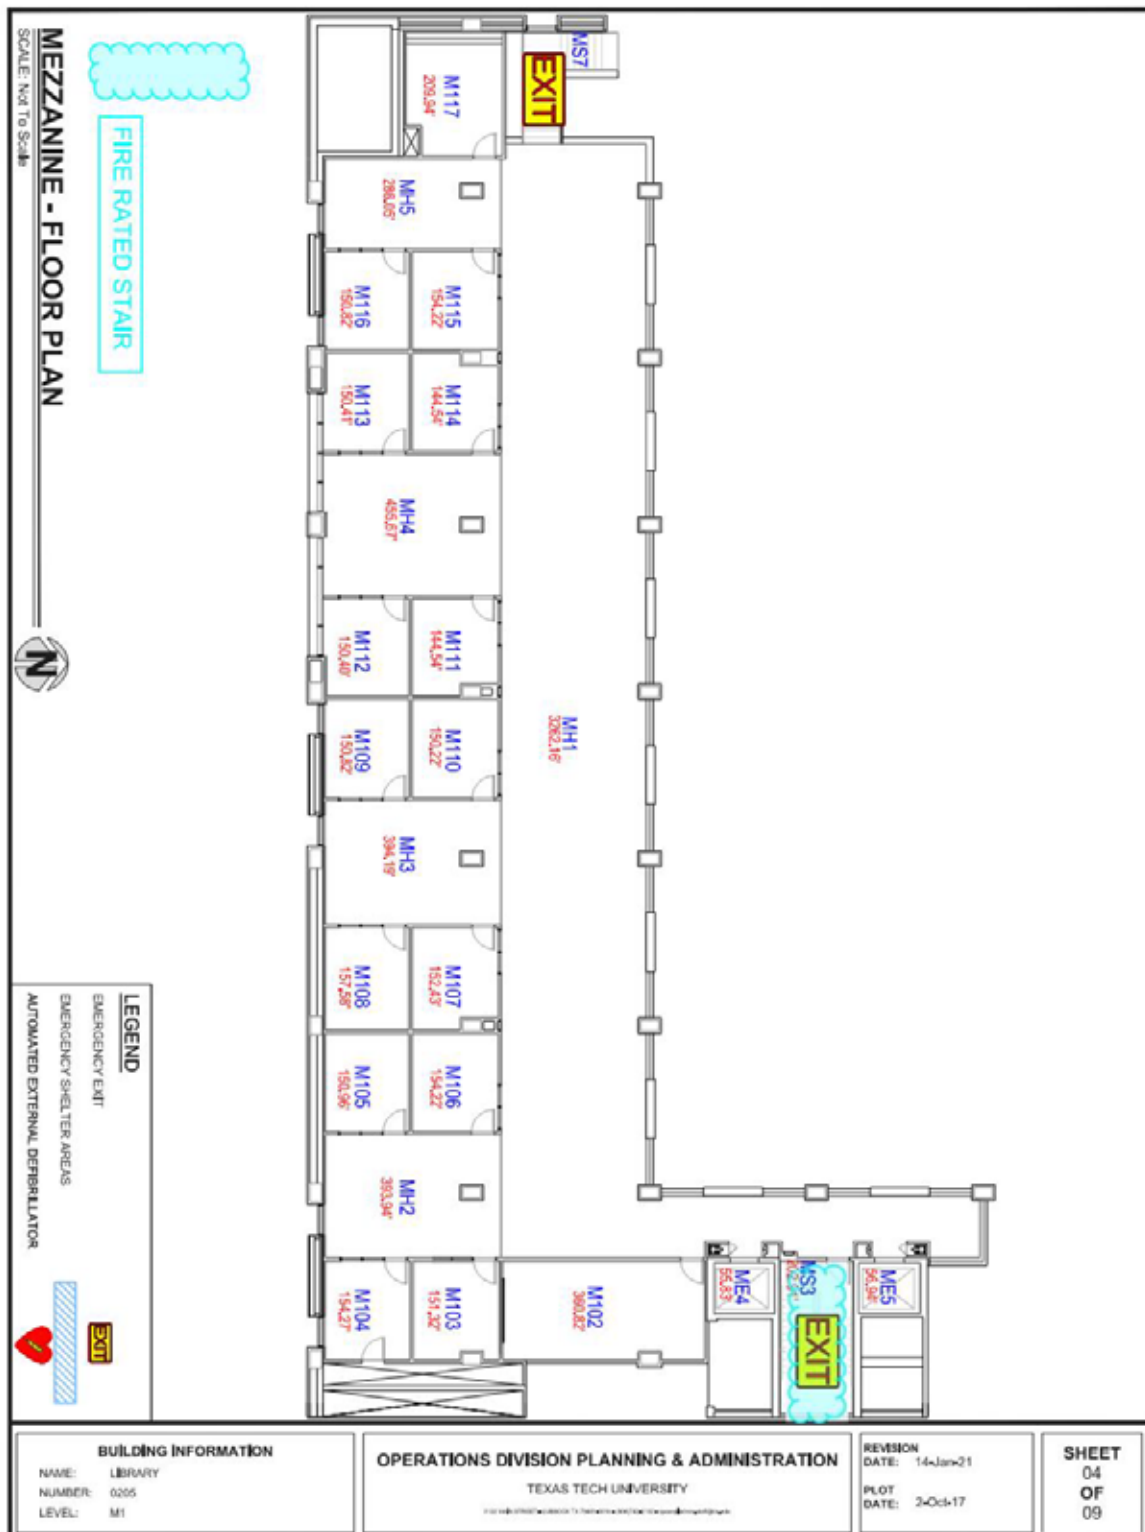 MS7
EXIT
M117
209.94'
MH5
288.05'
M116
150.82'
M115
154.22'
M113
150.41'
M114
144.54'
MH4
455.67'
M112
150.40'
M111
144.54'
MH1
3262.16'
M109
150.82'
M110
150.22'
MH3
394.19'
M108
157.58'
M107
152.43'
M105
150.96'
M106
154.22'
MH2
393.94'
M104
154.27'
M103
151.32'
M102
360.82'
ME4
55.83'
MS3
EXIT
ME5
56.94'
FIRE RATED STAIR
MEZZANINE - FLOOR PLAN
SCALE: Not To Scale
N
LEGEND
EMERGENCY EXIT
EXIT
EMERGENCY SHELTER AREAS
AUTOMATED EXTERNAL DEFIBRILLATOR
BUILDING INFORMATION
NAME: LIBRARY
NUMBER: 0205
LEVEL: M1
OPERATIONS DIVISION PLANNING & ADMINISTRATION
TEXAS TECH UNIVERSITY
REVISION
DATE: 14-Jan-21
PLOT
DATE: 2-Oct-17
SHEET
04
OF
09